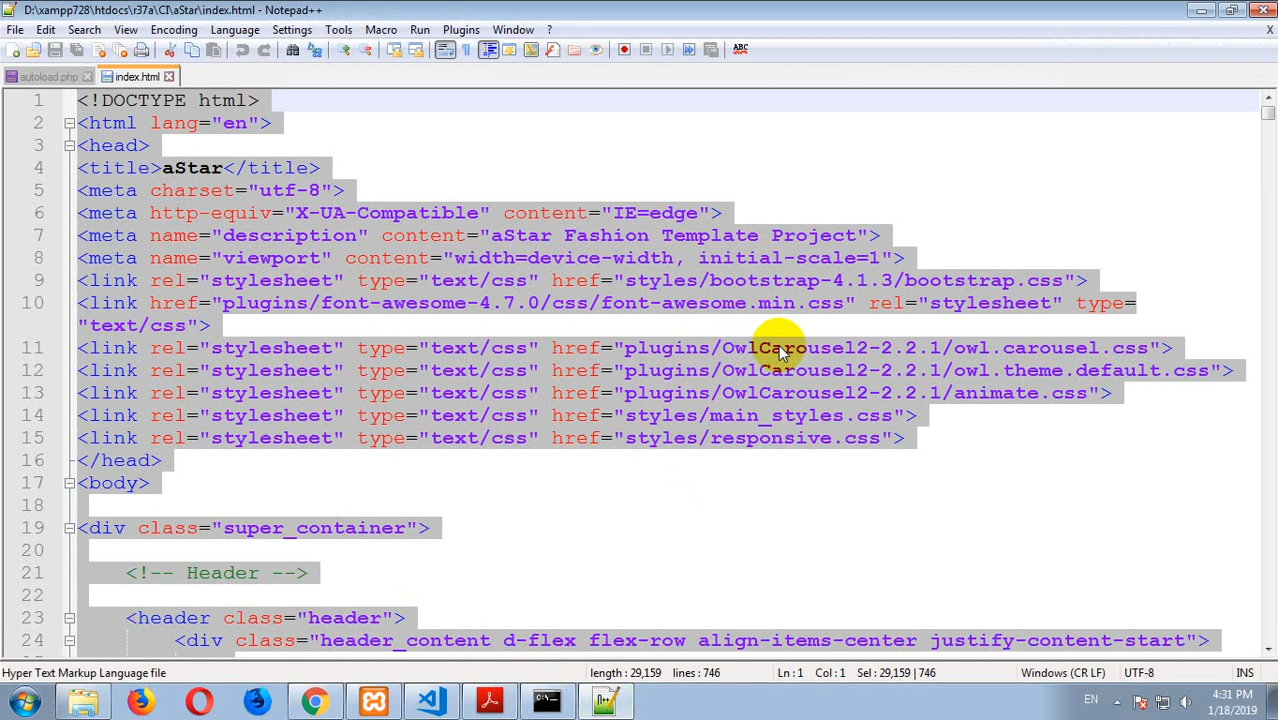 D:\xampp728\htdocs\r37a\CI\aStar\index.html - Notepad++
File Edit Search View Encoding Language Settings Tools Macro Run Plugins Window ? X
ABC
autoload.php index.html
1 <!DOCTYPE html>
2 <html lang="en">
3 <head>
4 <title>aStar</title>
5 <meta charset="utf-8">
6 <meta http-equiv="X-UA-Compatible" content="IE=edge">
7 <meta name="description" content="aStar Fashion Template Project">
8 <meta name="viewport" content="width=device-width, initial-scale=1">
9 <link rel="stylesheet" type="text/css" href="styles/bootstrap-4.1.3/bootstrap.css">
10 <link href="plugins/font-awesome-4.7.0/css/font-awesome.min.css" rel="stylesheet" type=
"text/css">
11 <link rel="stylesheet" type="text/css" href="plugins/OwlCarousel2-2.2.1/owl.carousel.css">
12 <link rel="stylesheet" type="text/css" href="plugins/OwlCarousel2-2.2.1/owl.theme.default.css">
13 <link rel="stylesheet" type="text/css" href="plugins/OwlCarousel2-2.2.1/animate.css">
14 <link rel="stylesheet" type="text/css" href="styles/main_styles.css">
15 <link rel="stylesheet" type="text/css" href="styles/responsive.css">
16 </head>
17 <body>
18
19 <div class="super_container">
20
21 <!-- Header -->
22
23 <header class="header">
24 <div class="header_content d-flex flex-row align-items-center justify-content-start">
Hyper Text Markup Language file length : 29,159 lines : 746 Ln : 1 Col : 1 Sel : 29,159 | 746 Windows (CR LF) UTF-8 INS
EN 4:31 PM
1/18/2019